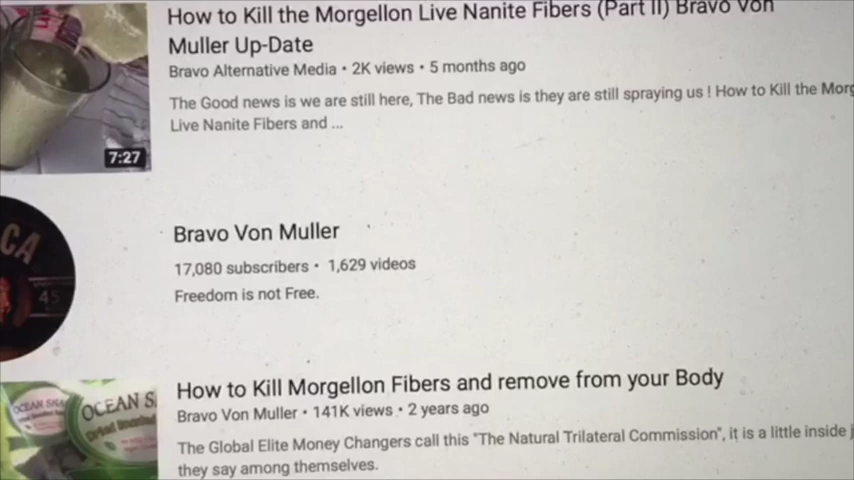 How to Kill the Morgellon Live Nanite Fibers (Part II) Bravo Von
Muller Up-Date
Bravo Alternative Media • 2K views • 5 months ago
The Good news is we are still here, The Bad news is they are still spraying us ! How to Kill the Morg
Live Nanite Fibers and ...
7:27
CA
45
Bravo Von Muller
17,080 subscribers • 1,629 videos
Freedom is not Free.
How to Kill Morgellon Fibers and remove from your Body
Bravo Von Muller • 141K views • 2 years ago
The Global Elite Money Changers call this "The Natural Trilateral Commission", it is a little inside j
they say among themselves.
OCEAN SNA
OCEAN S